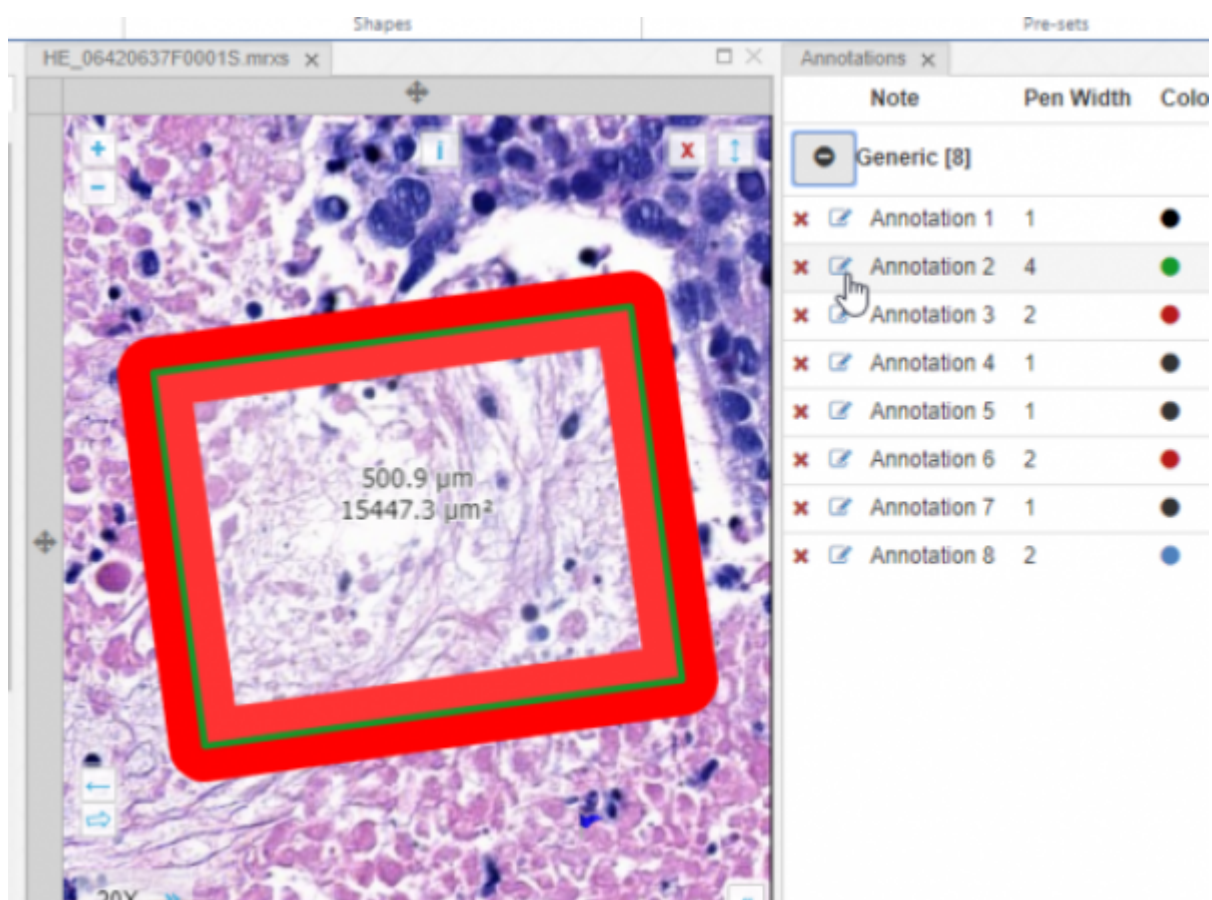 Shapes
Pre-sets
HE_06420637F0001S.mrxs
Annotations
Note Pen Width Colo
Generic [8]
Annotation 1 1
Annotation 2 4
Annotation 3 2
Annotation 4 1
Annotation 5 1
Annotation 6 2
Annotation 7 1
Annotation 8 2
500.9 µm
15447.3 µm²
20X